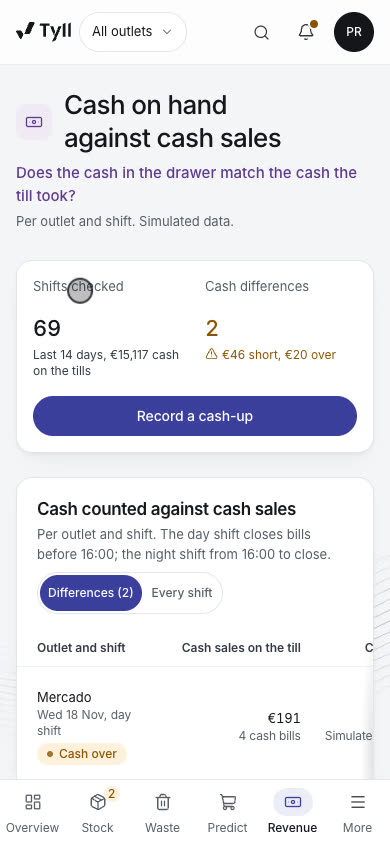 Tyll
All outlets
PR
Cash on hand
against cash sales
Does the cash in the drawer match the cash the
till took?
Per outlet and shift. Simulated data.
Shifts checked
Cash differences
69
2
Last 14 days, €15,117 cash
on the tills
€46 short, €20 over
Record a cash-up
Cash counted against cash sales
Per outlet and shift. The day shift closes bills
before 16:00; the night shift from 16:00 to close.
Differences (2)
Every shift
Outlet and shift
Cash sales on the till
C
Mercado
Wed 18 Nov, day
shift
Cash over
€191
4 cash bills
Simulate
2
Overview
Stock
Waste
Predict
Revenue
More